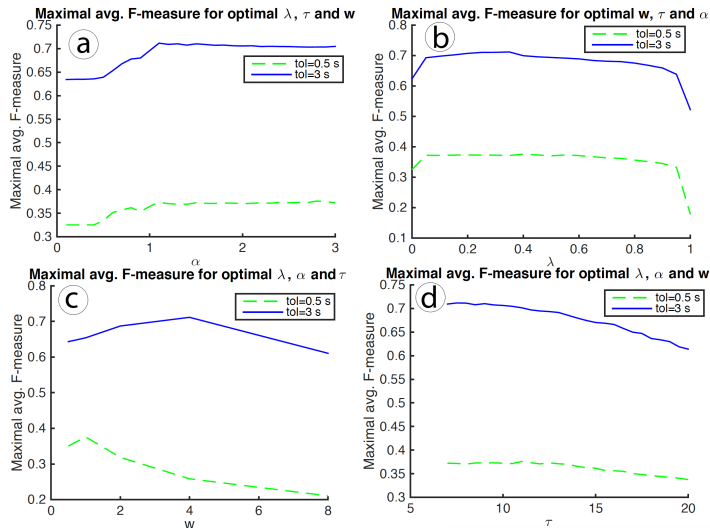 Maximal avg. F-measure for optimal λ, τ and w
a
tol=0.5 s
tol=3 s
Maximal avg. F-measure
0.75
0.7
0.65
0.6
0.55
0.5
0.45
0.4
0.35
0.3
0 1 2 3
α
Maximal avg. F-measure for optimal w, τ and α
b
tol=0.5 s
tol=3 s
Maximal avg. F-measure
0.8
0.7
0.6
0.5
0.4
0.3
0.2
0.1
0 0.2 0.4 0.6 0.8 1
λ
Maximal avg. F-measure for optimal λ, α and τ
c
tol=0.5 s
tol=3 s
Maximal avg. F-measure
0.8
0.7
0.6
0.5
0.4
0.3
0.2
0 2 4 6 8
w
Maximal avg. F-measure for optimal λ, α and w
d
tol=0.5 s
tol=3 s
Maximal avg. F-measure
0.75
0.7
0.65
0.6
0.55
0.5
0.45
0.4
0.35
0.3
5 10 15 20
τ